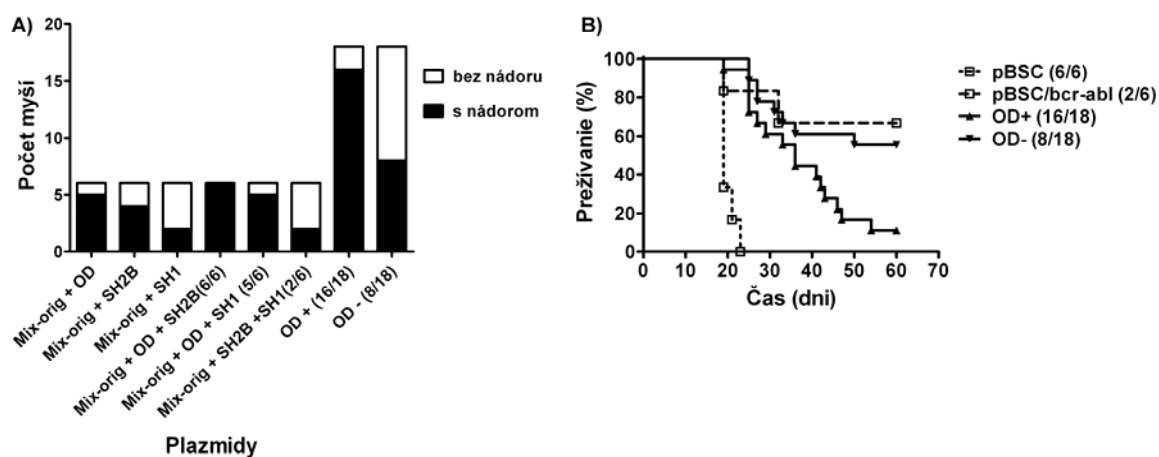 A)
Počet myší
20
15
10
5
0
bez nádoru
s nádorom
Mix-orig + OD
Mix-orig + SH2B
Mix-orig + SH1
Mix-orig + OD + SH2B(6/6)
Mix-orig + OD + SH1 (5/6)
Mix-orig + SH2B +SH1(2/6)
OD + (16/18)
OD - (8/18)
Plazmidy
B)
Prežívanie (%)
100
80
60
40
20
0
0 10 20 30 40 50 60 70
Čas (dni)
pBSC (6/6)
pBSC/bcr-abl (2/6)
OD+ (16/18)
OD- (8/18)